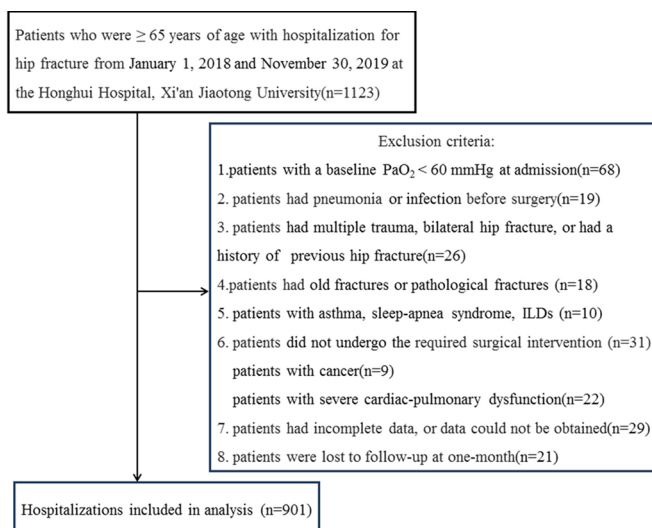 Patients who were ≥ 65 years of age with hospitalization for
hip fracture from January 1, 2018 and November 30, 2019 at
the Honghui Hospital, Xi'an Jiaotong University(n=1123)
Exclusion criteria:
1.patients with a baseline PaO₂ < 60 mmHg at admission(n=68)
2. patients had pneumonia or infection before surgery(n=19)
3. patients had multiple trauma, bilateral hip fracture, or had a
history of previous hip fracture(n=26)
4.patients had old fractures or pathological fractures (n=18)
5. patients with asthma, sleep-apnea syndrome, ILDs (n=10)
6. patients did not undergo the required surgical intervention (n=31)
patients with cancer(n=9)
patients with severe cardiac-pulmonary dysfunction(n=22)
7. patients had incomplete data, or data could not be obtained(n=29)
8. patients were lost to follow-up at one-month(n=21)
Hospitalizations included in analysis (n=901)